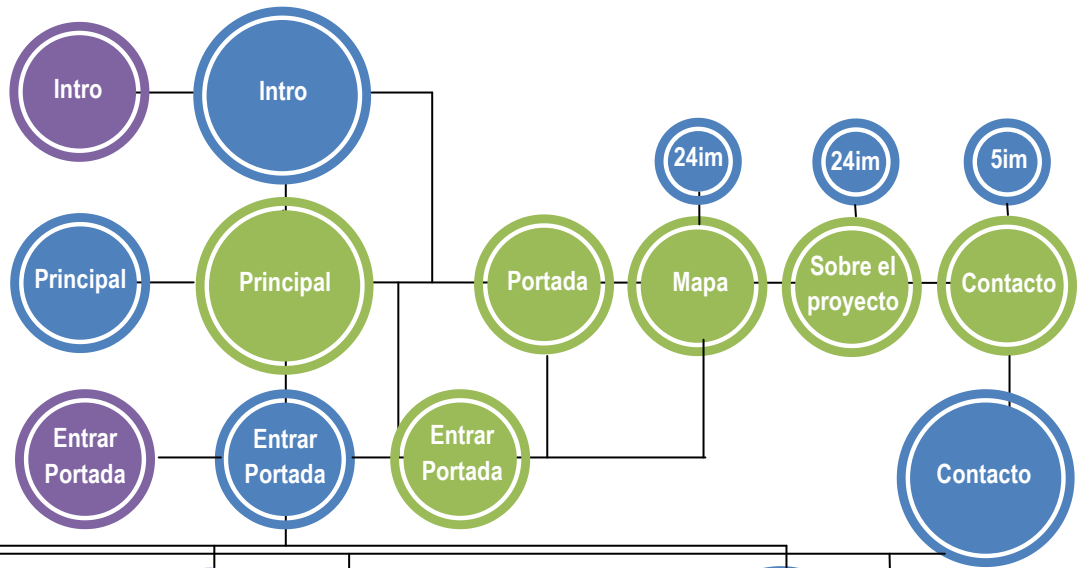 Intro
Intro
24im
24im
5im
Principal
Principal
Portada
Mapa
Sobre el
proyecto
Contacto
Entrar
Portada
Entrar
Portada
Entrar
Portada
Contacto